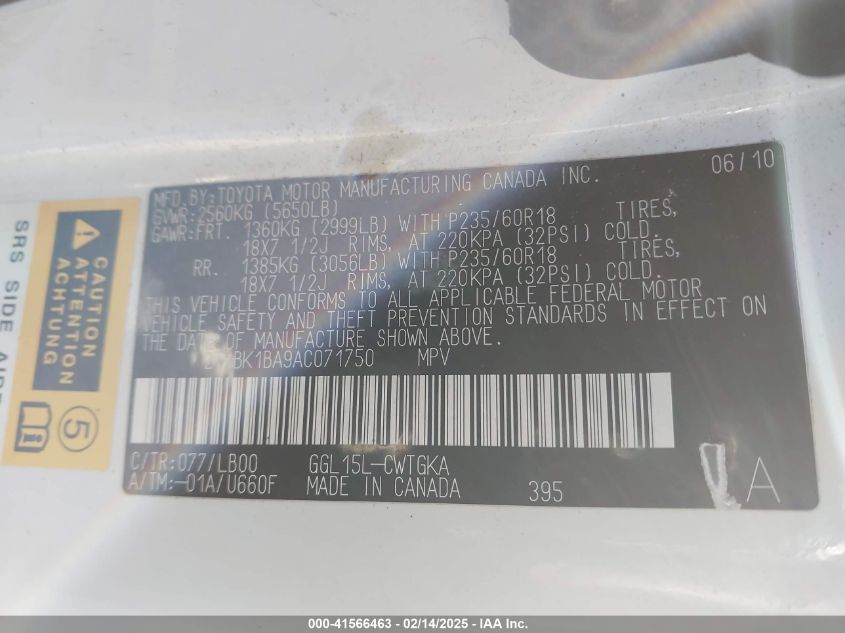 06/10
MFD. BY: TOYOTA MOTOR MANUFACTURING CANADA INC.
GVWR: 2560KG (5650LB)
GAWR: FRT. 1360KG (2999LB) WITH P235/60R18 TIRES,
18X7 1/2J RIMS, AT 220KPA (32PSI) COLD.
RR. 1385KG (3056LB) WITH P235/60R18 TIRES,
18X7 1/2J RIMS, AT 220KPA (32PSI) COLD.
THIS VEHICLE CONFORMS TO ALL APPLICABLE FEDERAL MOTOR
VEHICLE SAFETY AND THEFT PREVENTION STANDARDS IN EFFECT ON
THE DATE OF MANUFACTURE SHOWN ABOVE.
BK1BA9AC071750 MPV
C/TR: 077/LB00 GGL15L-CWTGKA
A/TM: -01A/U660F MADE IN CANADA 395 A
CAUTION
ATTENTION
ACHTUNG
5
SRS SIDE
000-41566463 - 02/14/2025 - IAA Inc.